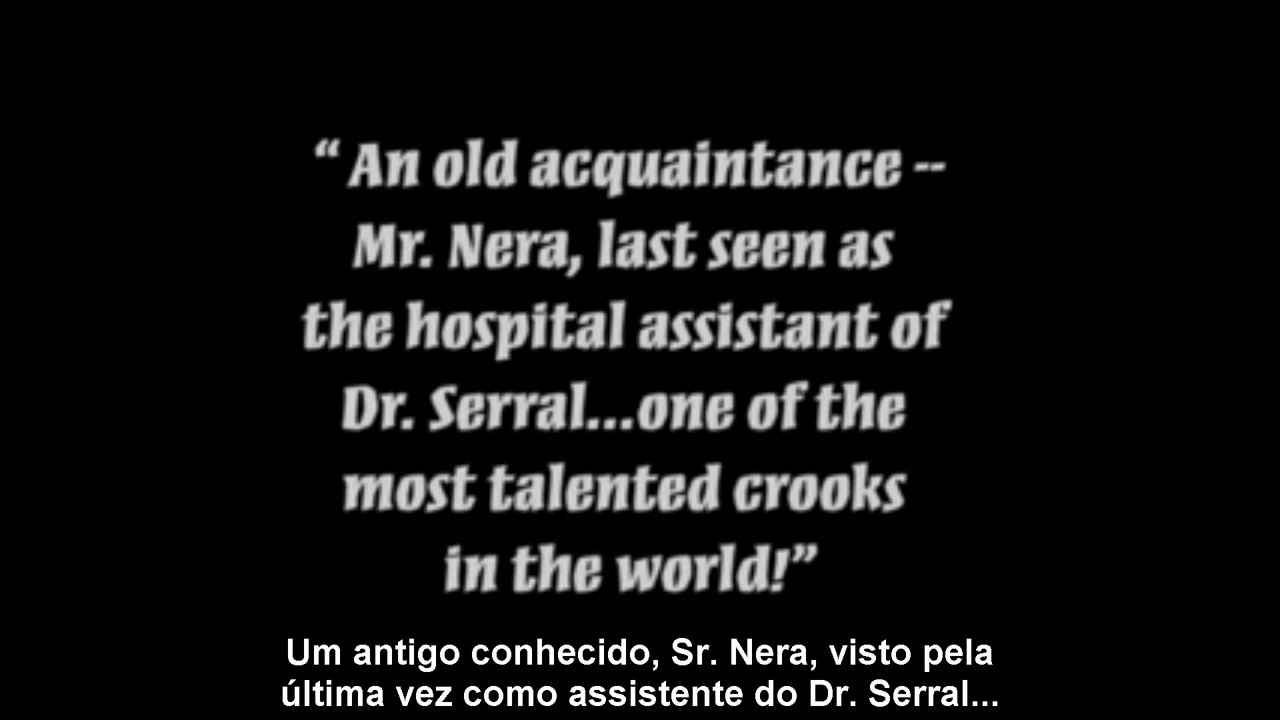 “ An old acquaintance --
Mr. Nera, last seen as
the hospital assistant of
Dr. Serral...one of the
most talented crooks
in the world!”
Um antigo conhecido, Sr. Nera, visto pela
última vez como assistente do Dr. Serral...